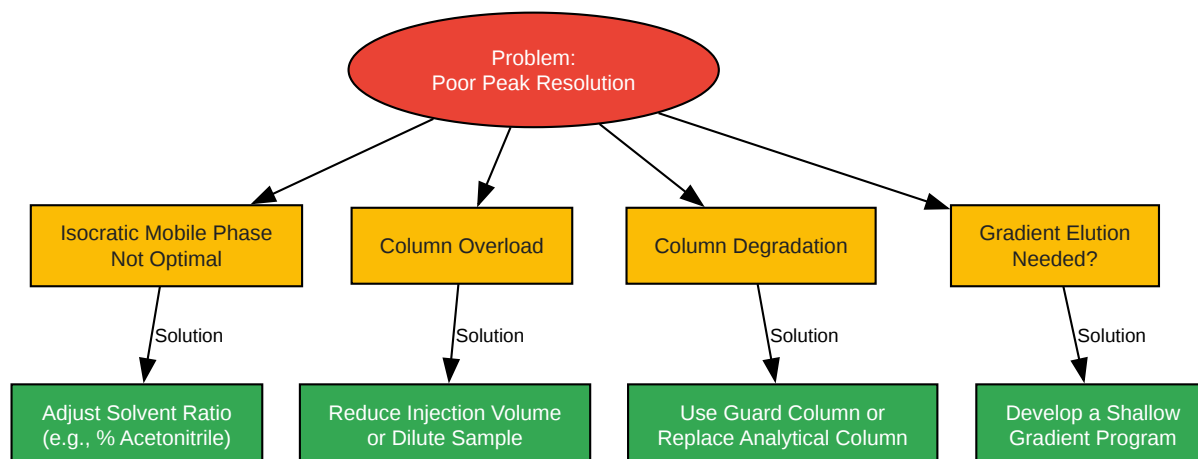 Problem:
Poor Peak Resolution
Isocratic Mobile Phase
Not Optimal
Column Overload
Column Degradation
Gradient Elution
Needed?
Solution
Solution
Solution
Solution
Adjust Solvent Ratio
(e.g., % Acetonitrile)
Reduce Injection Volume
or Dilute Sample
Use Guard Column or
Replace Analytical Column
Develop a Shallow
Gradient Program